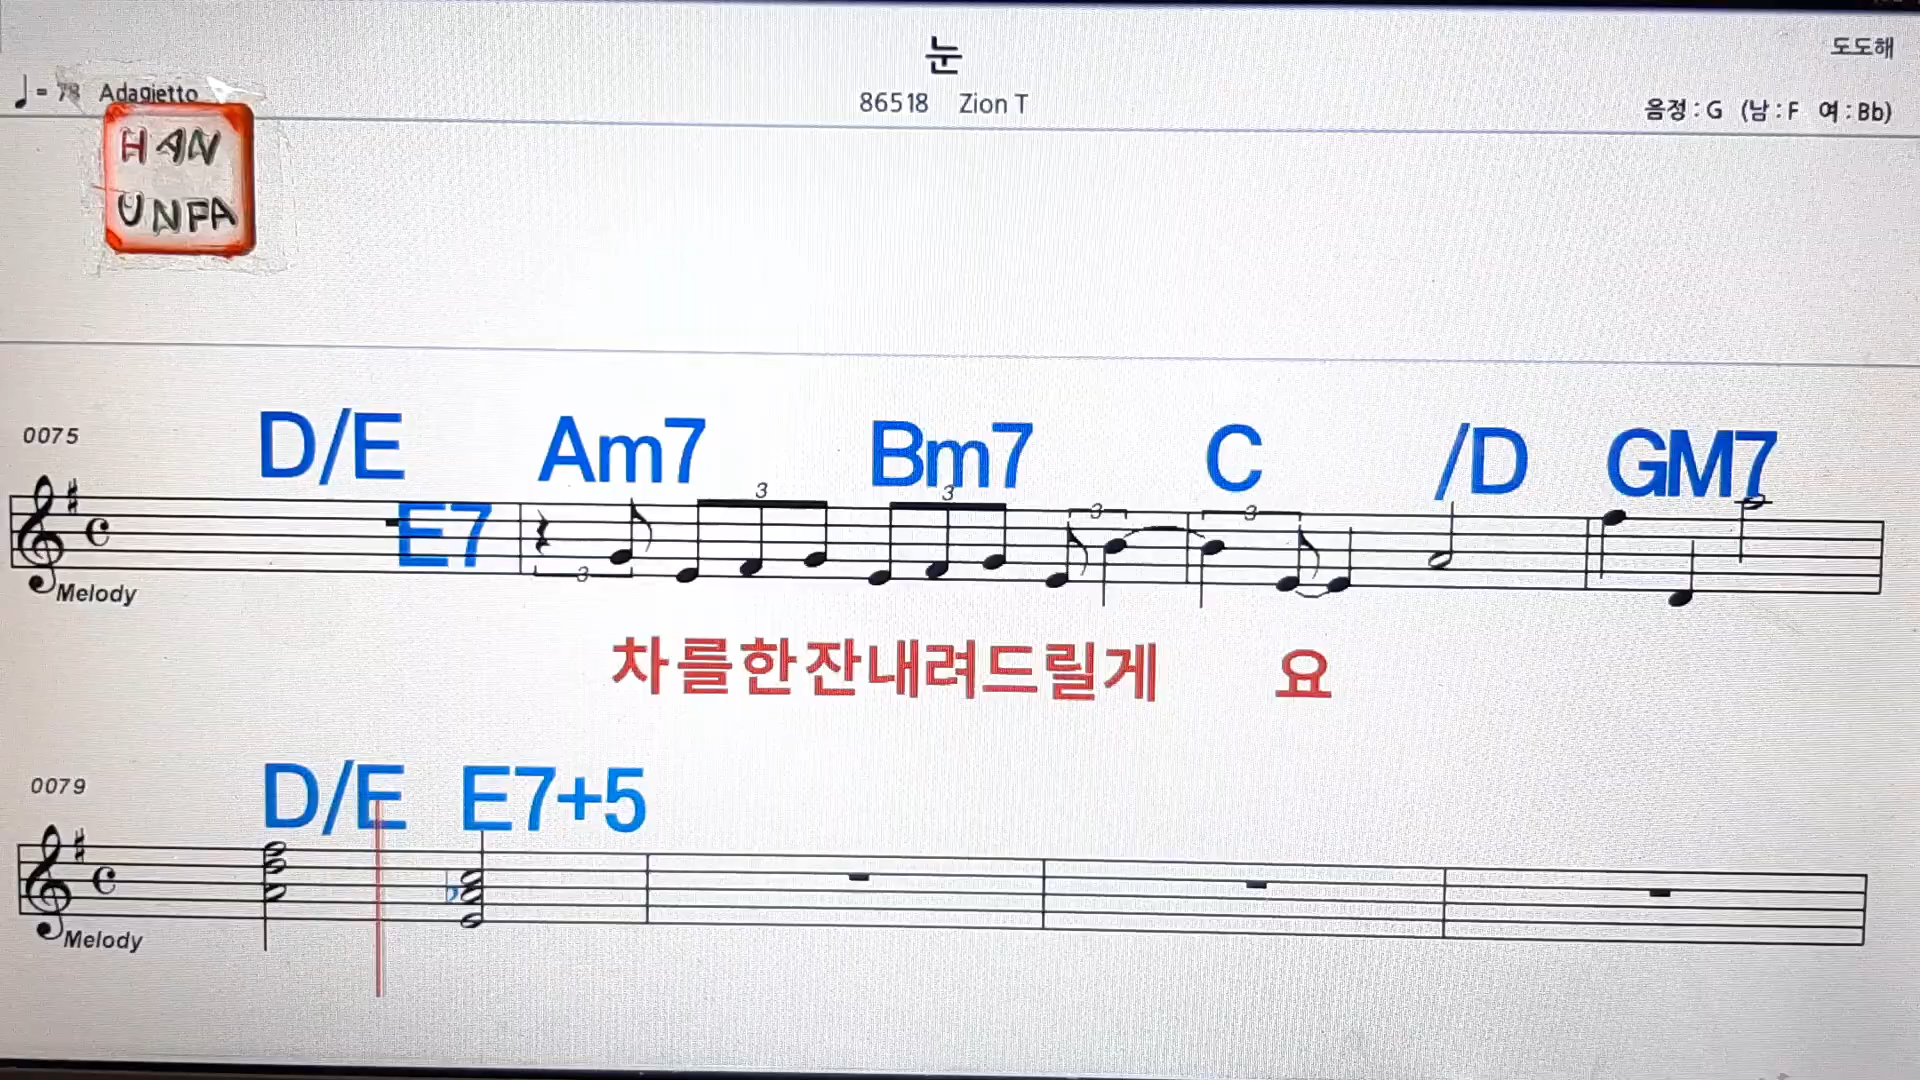 눈
도도해
♩ = 78 Adagietto
86518 Zion T
음정 : G (남 : F 여 : Bb)
HAN
UNFA
0075
D/E Am7 Bm7 C /D GM7
E7
3 3 3 3 3
Melody
차를한잔내려드릴게 요
0079
D/E E7+5
Melody